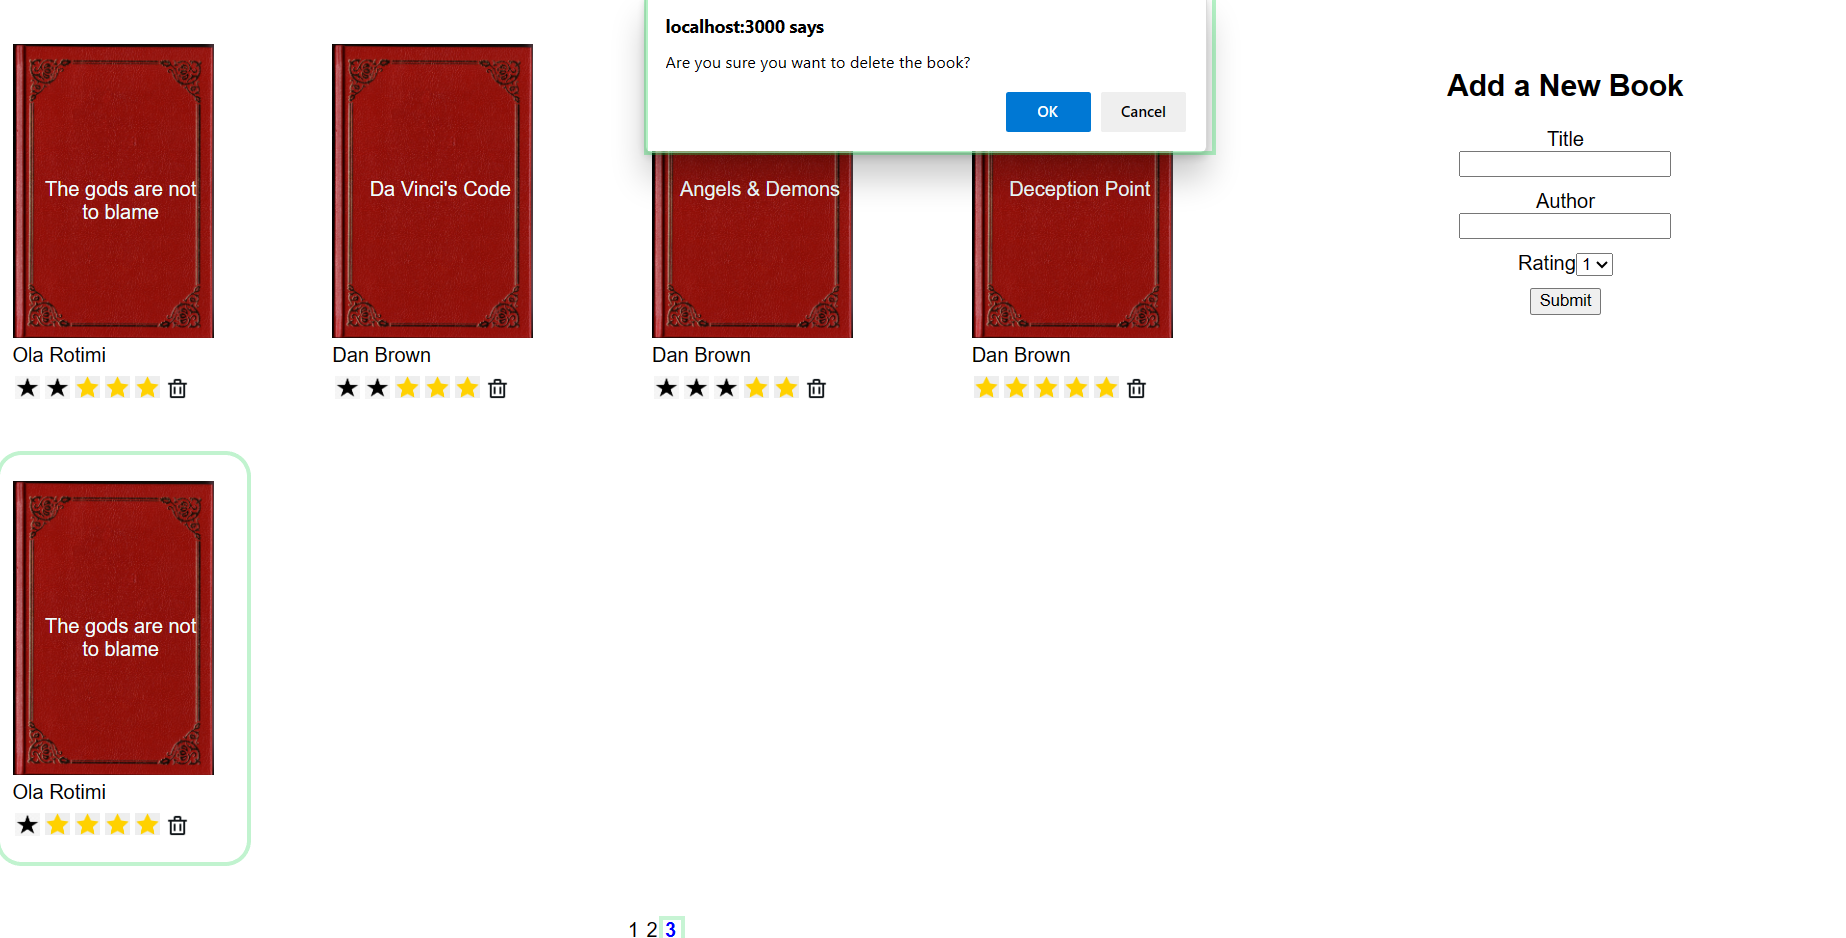 localhost:3000 says
Are you sure you want to delete the book?
OK
Cancel
The gods are not
to blame
Ola Rotimi
Da Vinci's Code
Dan Brown
Angels & Demons
Dan Brown
Deception Point
Dan Brown
The gods are not
to blame
Ola Rotimi
Add a New Book
Title
Author
Rating 1
Submit
1 2 3